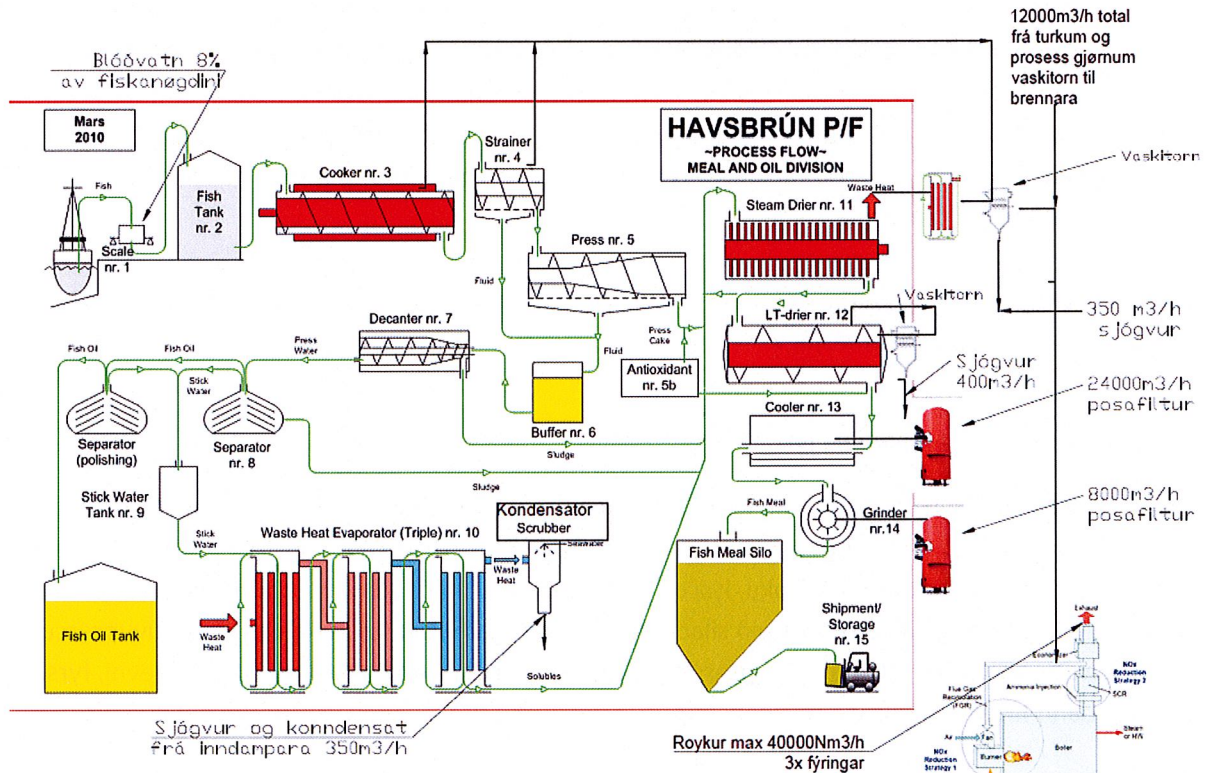 12000m3/h total
frá turkum og
prosess gjørnum
vaskitorn til
brennara
Blóðvatn 8%
av fiskanøgdini
Mars
2010
HAVSBRÚN P/F
~PROCESS FLOW~
MEAL AND OIL DIVISION
Strainer
nr. 4
Vaskitorn
Fish
Cooker nr. 3
Waste Heat
Steam Drier nr. 11
Fish
Tank
nr. 2
Scale
nr. 1
Press nr. 5
Fluid
Vaskitorn
350 m3/h
sjógvur
LT-drier nr. 12
Decanter nr. 7
Press
Cake
Fish Oil
Fish Oil
Press
Water
Fluid
Antioxidant
nr. 5b
Sjógvur
400m3/h
24000m3/h
posafiltur
Stick
Water
Cooler nr. 13
Separator
(polishing)
Separator
nr. 8
Buffer nr. 6
Sludge
Sludge
8000m3/h
posafiltur
Stick Water
Tank nr. 9
Fish Meal
Grinder
nr.14
Kondensátor
Scrubber
Seawater
Stick
Water
Waste Heat Evaporator (Triple) nr. 10
Waste
Heat
Fish Meal Silo
Fish Oil Tank
Waste
Heat
Shipment/
Storage
nr. 15
Exhaust
Economizer
NOx
Reduction
Strategy 2
Solubles
Ammonia Injection
SCR
Flue Gas
Recirculation
(FGR)
Sjógvur og konndensat
frá inndampara 350m3/h
Air
Fan
Steam
or HW
Roykur max 40000Nm3/h
3x fýringar
NOx
Reduction
Strategy 1
Burner
Boiler